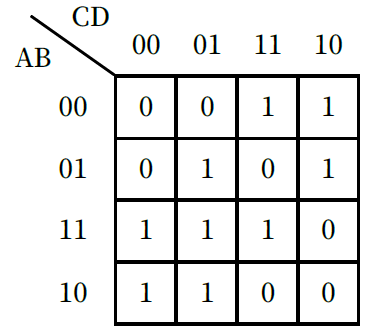 CD
AB
00 01 11 10
00 0 0 1 1
01 0 1 0 1
11 1 1 1 0
10 1 1 0 0